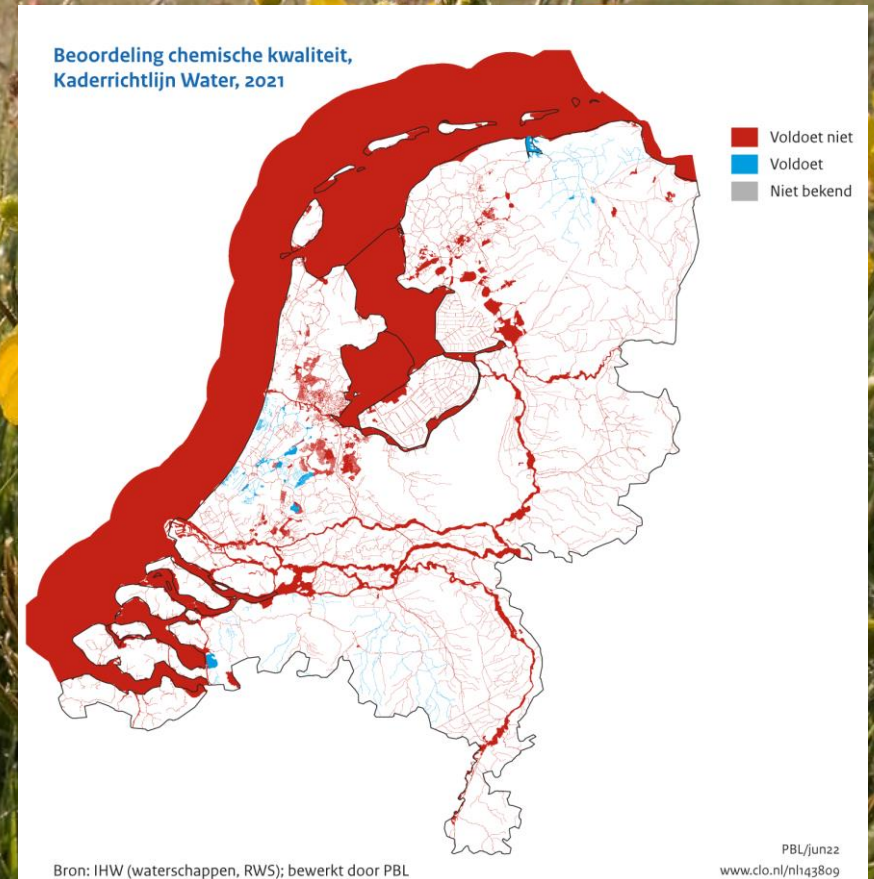 Beoordeling chemische kwaliteit,
Kaderrichtlijn Water, 2021
Voldoet niet
Voldoet
Niet bekend
PBL/jun22
Bron: IHW (waterschappen, RWS); bewerkt door PBL
www.clo.nl/nl143809